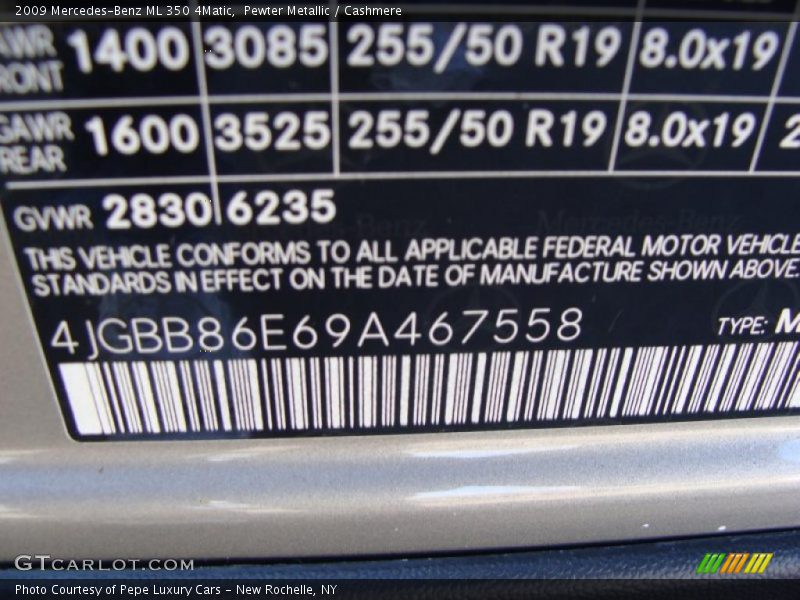 2009 Mercedes-Benz ML 350 4Matic, Pewter Metallic / Cashmere
GAWR FRONT 1400 3085 255/50 R19 8.0x19
GAWR REAR 1600 3525 255/50 R19 8.0x19 2
GVWR 2830 6235
THIS VEHICLE CONFORMS TO ALL APPLICABLE FEDERAL MOTOR VEHICLE
STANDARDS IN EFFECT ON THE DATE OF MANUFACTURE SHOWN ABOVE.
4JGBB86E69A467558 TYPE: M
GTCARLOT.COM
Photo Courtesy of Pepe Luxury Cars - New Rochelle, NY